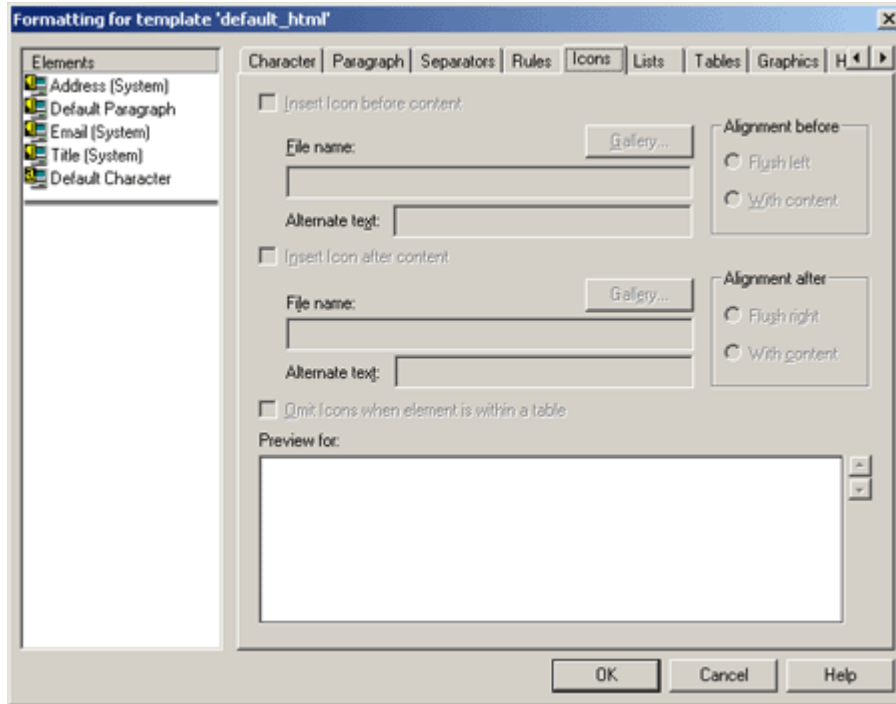 Formatting for template 'default_html'
Elements
Address (System)
Default Paragraph
Email (System)
Title (System)
Default Character
Character Paragraph Separators Rules Icons Lists Tables Graphics H
Insert Icon before content
File name:
Gallery...
Alternate text:
Alignment before
Flush left
With content
Insert Icon after content
File name:
Gallery...
Alternate text:
Alignment after
Flush right
With content
Omit Icons when element is within a table
Preview for:
OK Cancel Help